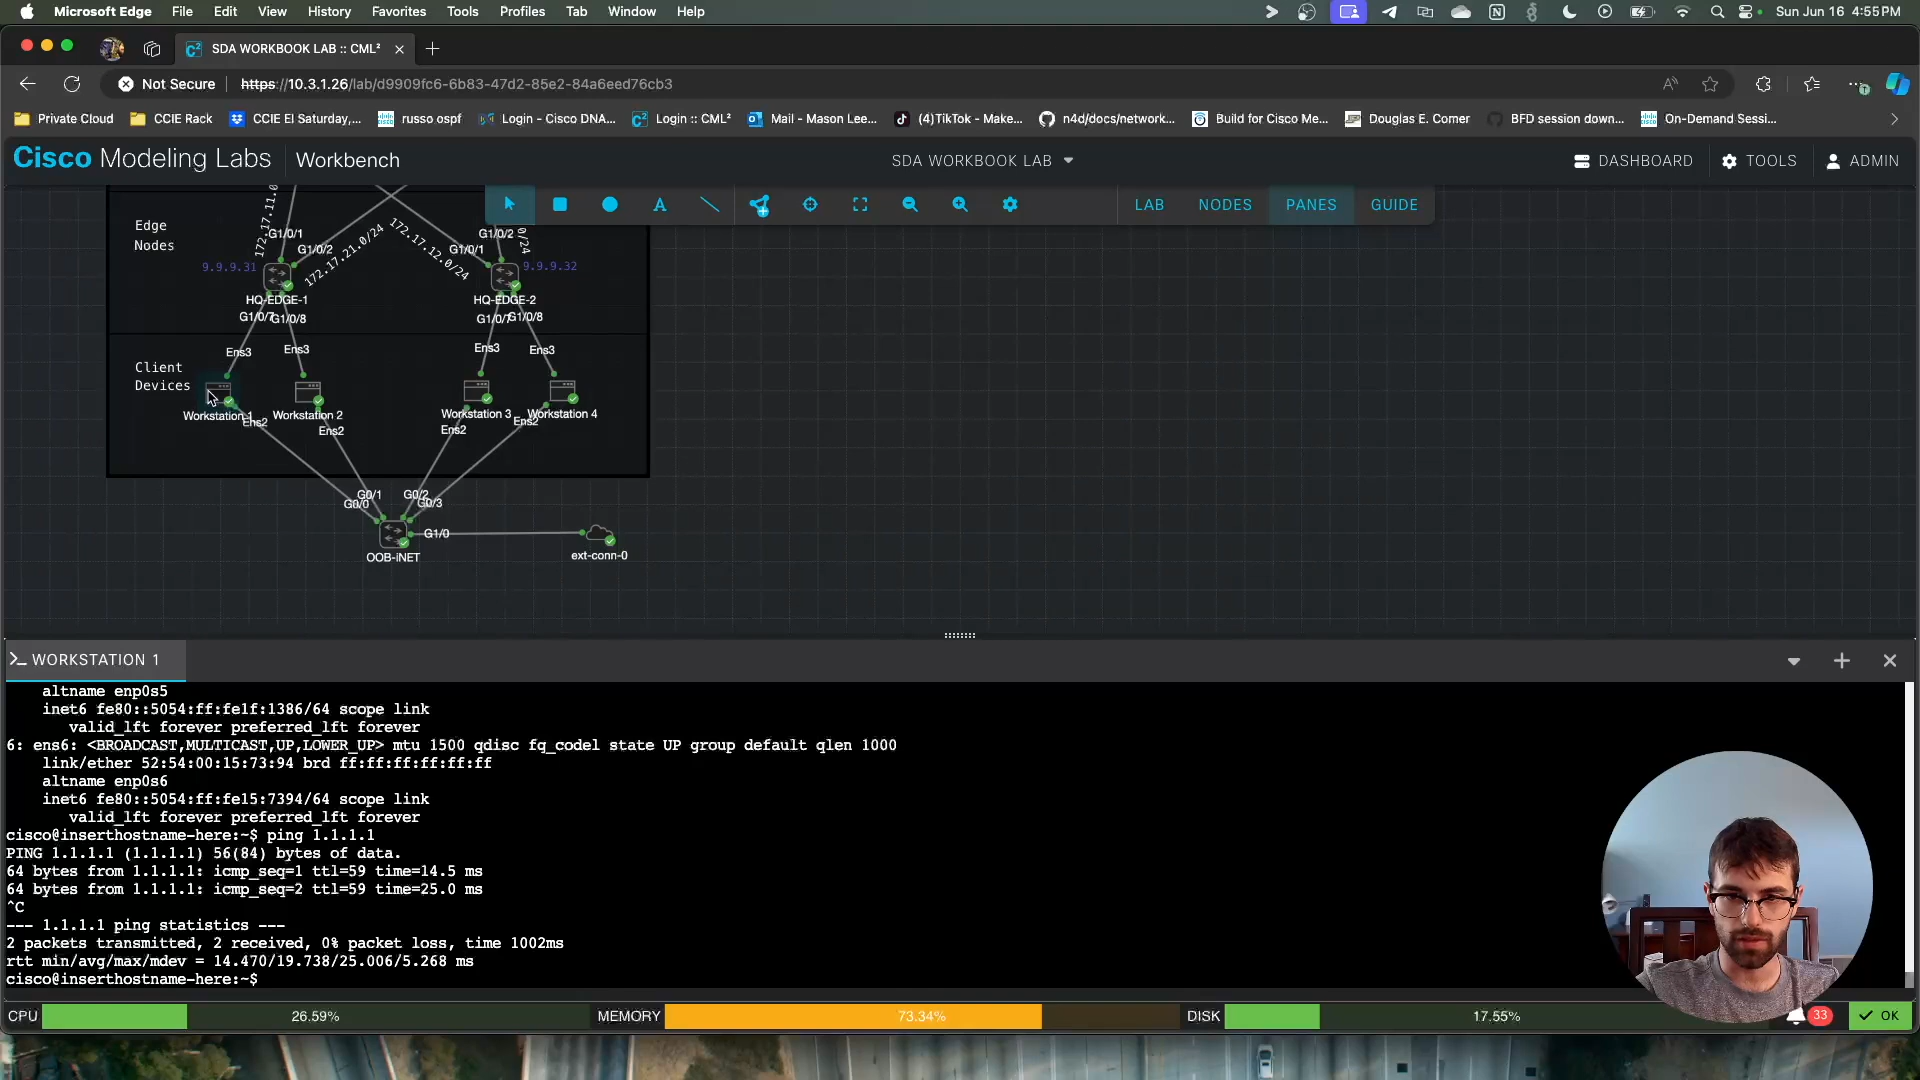 Microsoft Edge File Edit View History Favorites Tools Profiles Tab Window Help Sun Jun 16 4:55 PM
SDA WORKBOOK LAB :: CML²
Not Secure https://10.3.1.26/lab/d9909fc6-6b83-47d2-85e2-84a6eed76cb3
Private Cloud CCIE Rack CCIE EI Saturday,... russo ospf Login - Cisco DNA... Login :: CML² Mail - Mason Lee... (4)TikTok - Make... n4d/docs/network... Build for Cisco Me... Douglas E. Comer BFD session down... On-Demand Sessi...
Cisco Modeling Labs Workbench SDA WORKBOOK LAB DASHBOARD TOOLS ADMIN
LAB NODES PANES GUIDE
172.17.11.0
Edge
Nodes
G1/0/1
G1/0/2
172.17.21.0/24
172.17.12.0/24
G1/0/2
G1/0/1
0/24
9.9.9.31
9.9.9.32
HQ-EDGE-1
HQ-EDGE-2
G1/0/7
G1/0/8
G1/0/7
G1/0/8
Ens3
Ens3
Ens3
Ens3
Client
Devices
Workstation 1
Workstation 2
Workstation 3
Workstation 4
Ens2
Ens2
Ens2
Ens2
G0/1
G0/0
G0/2
G0/3
G1/0
OOB-iNET
ext-conn-0
WORKSTATION 1
altname enp0s5
inet6 fe80::5054:ff:fe1f:1386/64 scope link
valid_lft forever preferred_lft forever
6: ens6: <BROADCAST,MULTICAST,UP,LOWER_UP> mtu 1500 qdisc fq_codel state UP group default qlen 1000
link/ether 52:54:00:15:73:94 brd ff:ff:ff:ff:ff:ff
altname enp0s6
inet6 fe80::5054:ff:fe15:7394/64 scope link
valid_lft forever preferred_lft forever
cisco@inserthostname-here:~$ ping 1.1.1.1
PING 1.1.1.1 (1.1.1.1) 56(84) bytes of data.
64 bytes from 1.1.1.1: icmp_seq=1 ttl=59 time=14.5 ms
64 bytes from 1.1.1.1: icmp_seq=2 ttl=59 time=25.0 ms
^C
--- 1.1.1.1 ping statistics ---
2 packets transmitted, 2 received, 0% packet loss, time 1002ms
rtt min/avg/max/mdev = 14.470/19.738/25.006/5.268 ms
cisco@inserthostname-here:~$
CPU 26.59% MEMORY 73.34% DISK 17.55% 33 OK